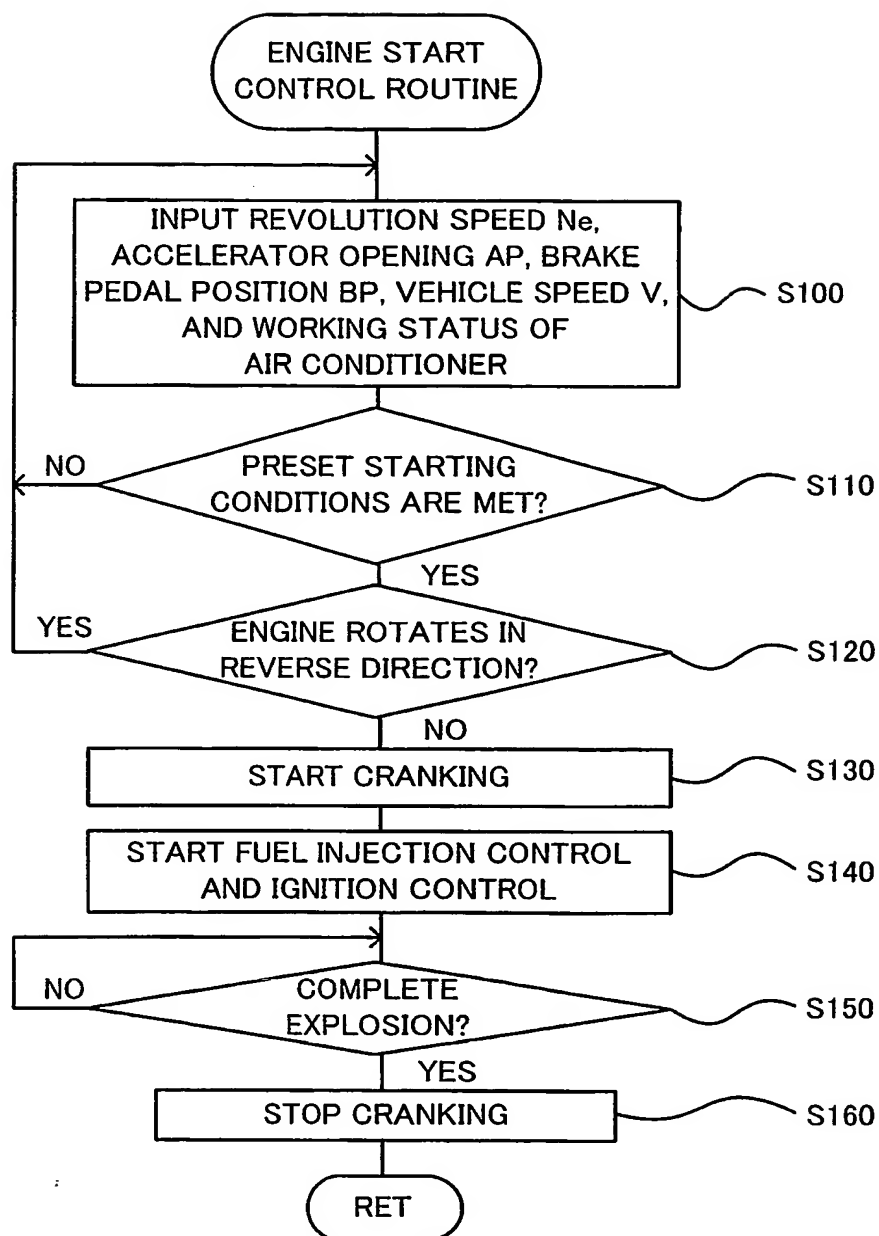 ENGINE START
CONTROL ROUTINE
INPUT REVOLUTION SPEED Ne,
ACCELERATOR OPENING AP, BRAKE
PEDAL POSITION BP, VEHICLE SPEED V,
AND WORKING STATUS OF
AIR CONDITIONER
S100
NO
PRESET STARTING
CONDITIONS ARE MET?
S110
YES
YES
ENGINE ROTATES IN
REVERSE DIRECTION?
S120
NO
START CRANKING
S130
START FUEL INJECTION CONTROL
AND IGNITION CONTROL
S140
NO
COMPLETE
EXPLOSION?
S150
YES
STOP CRANKING
S160
RET